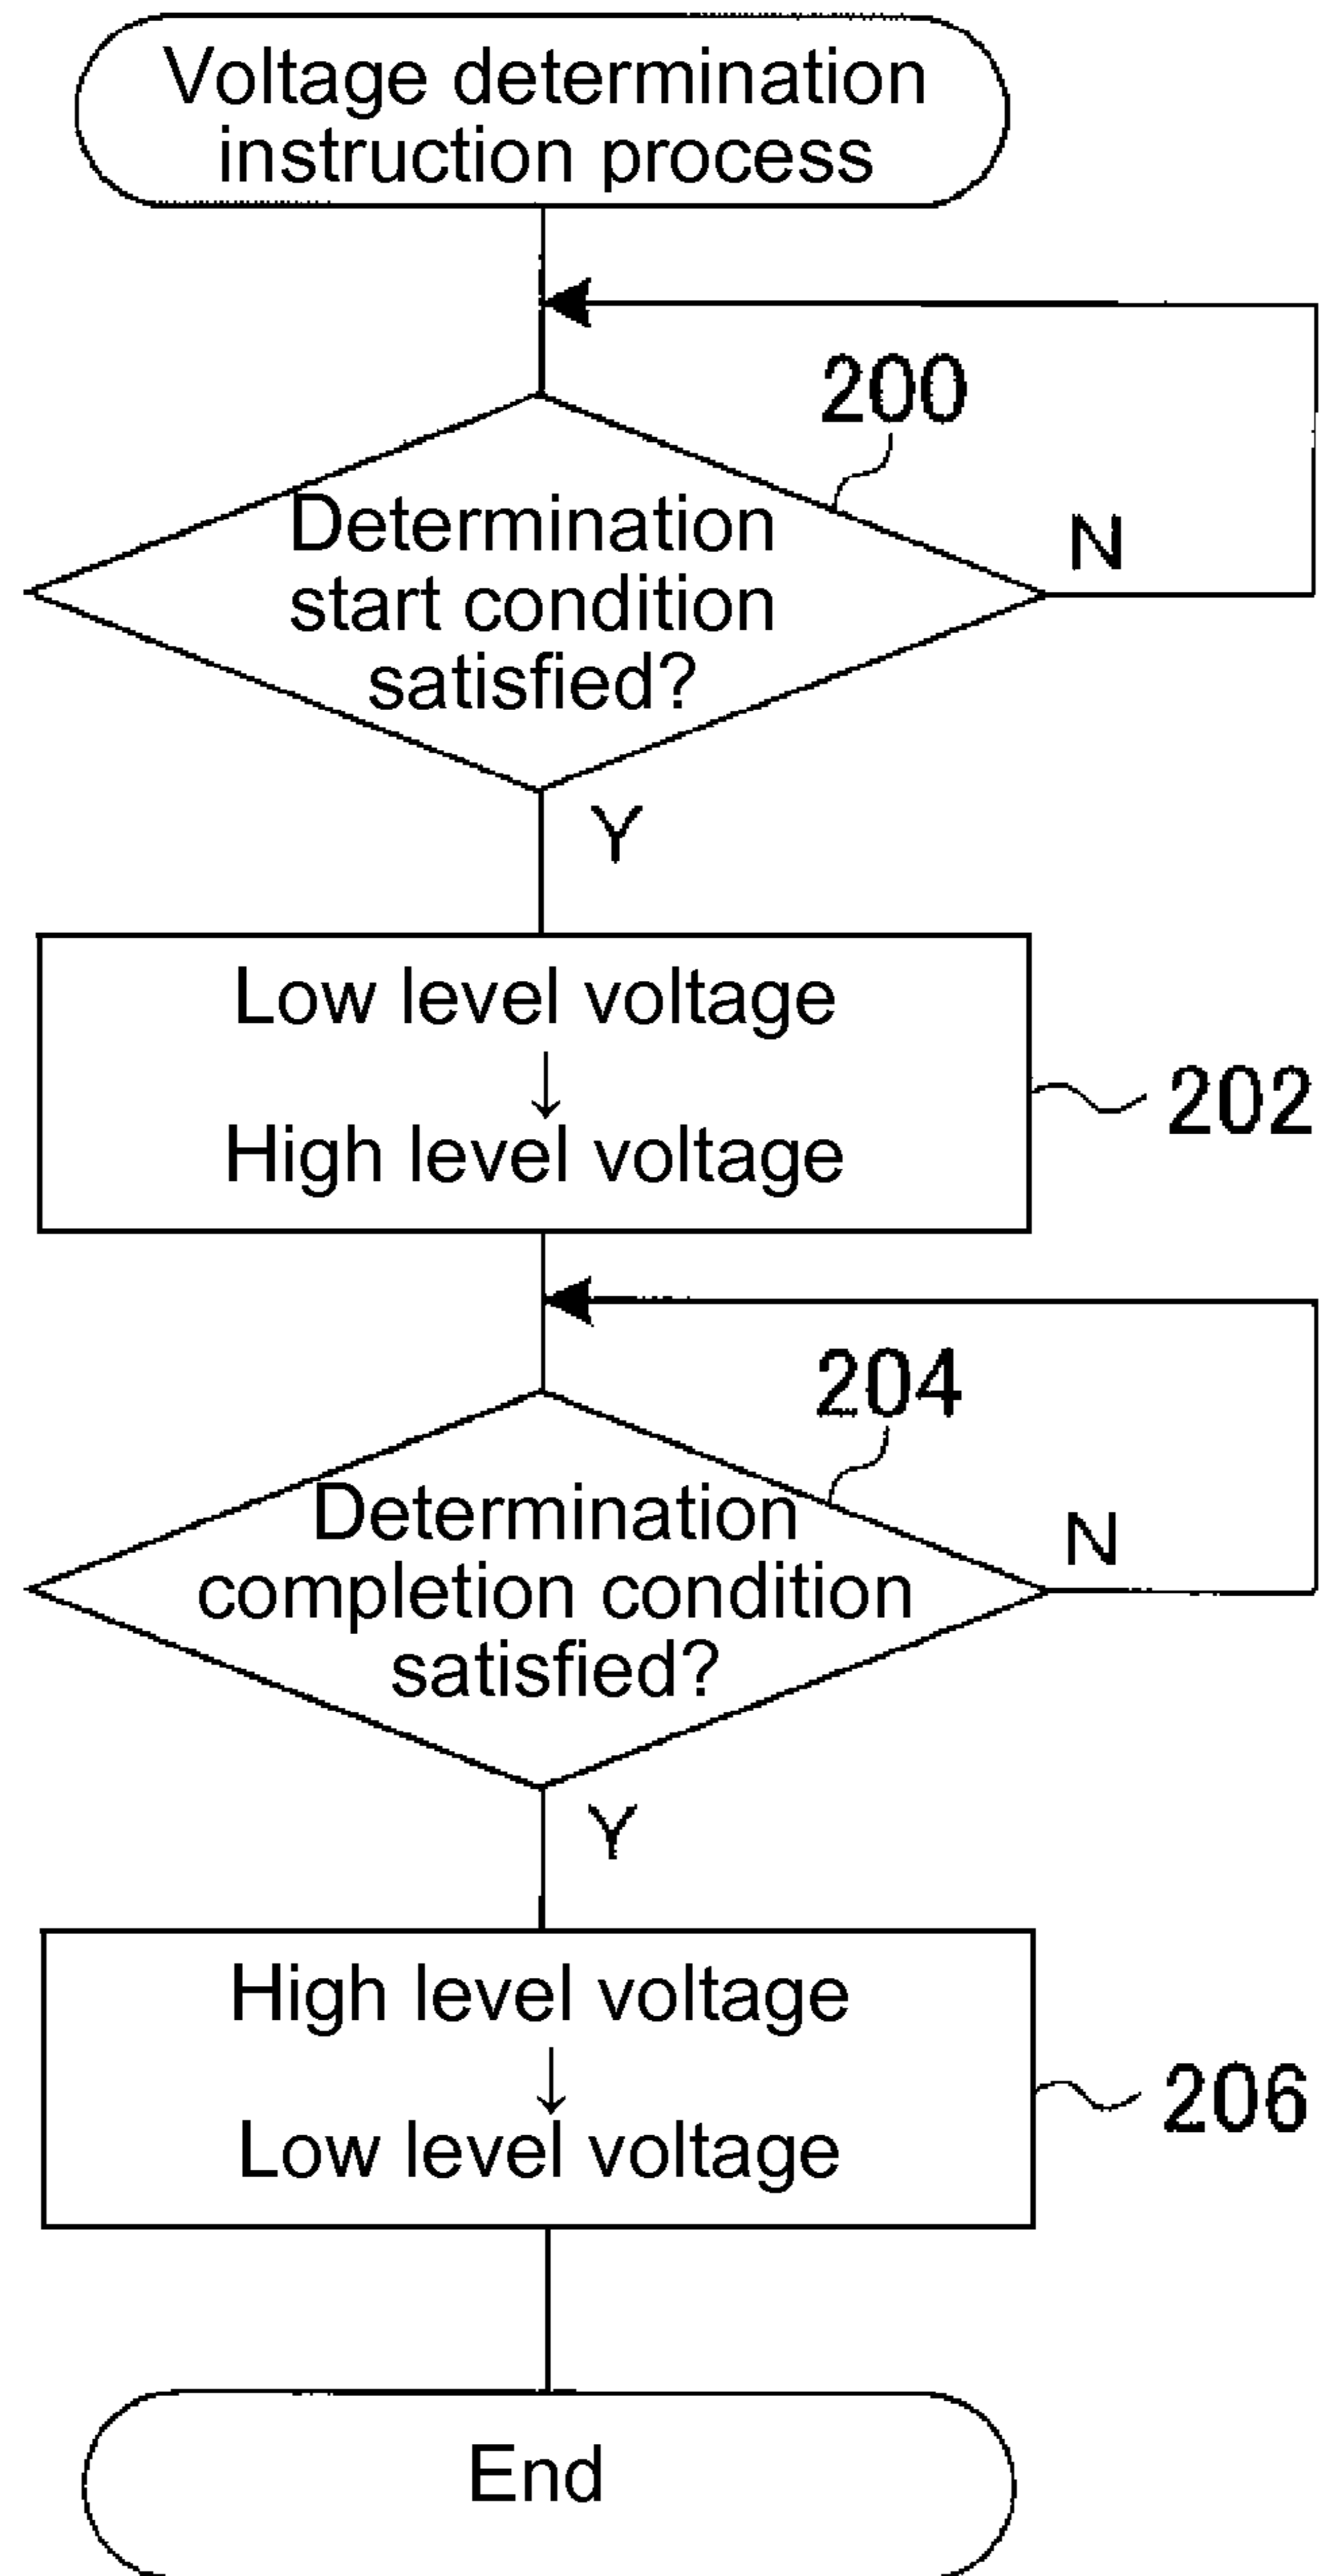 Voltage determination
instruction process
200
Determination
start condition
satisfied?
N
Y
Low level voltage
↓
High level voltage
202
204
Determination
completion condition
satisfied?
N
Y
High level voltage
↓
Low level voltage
206
End